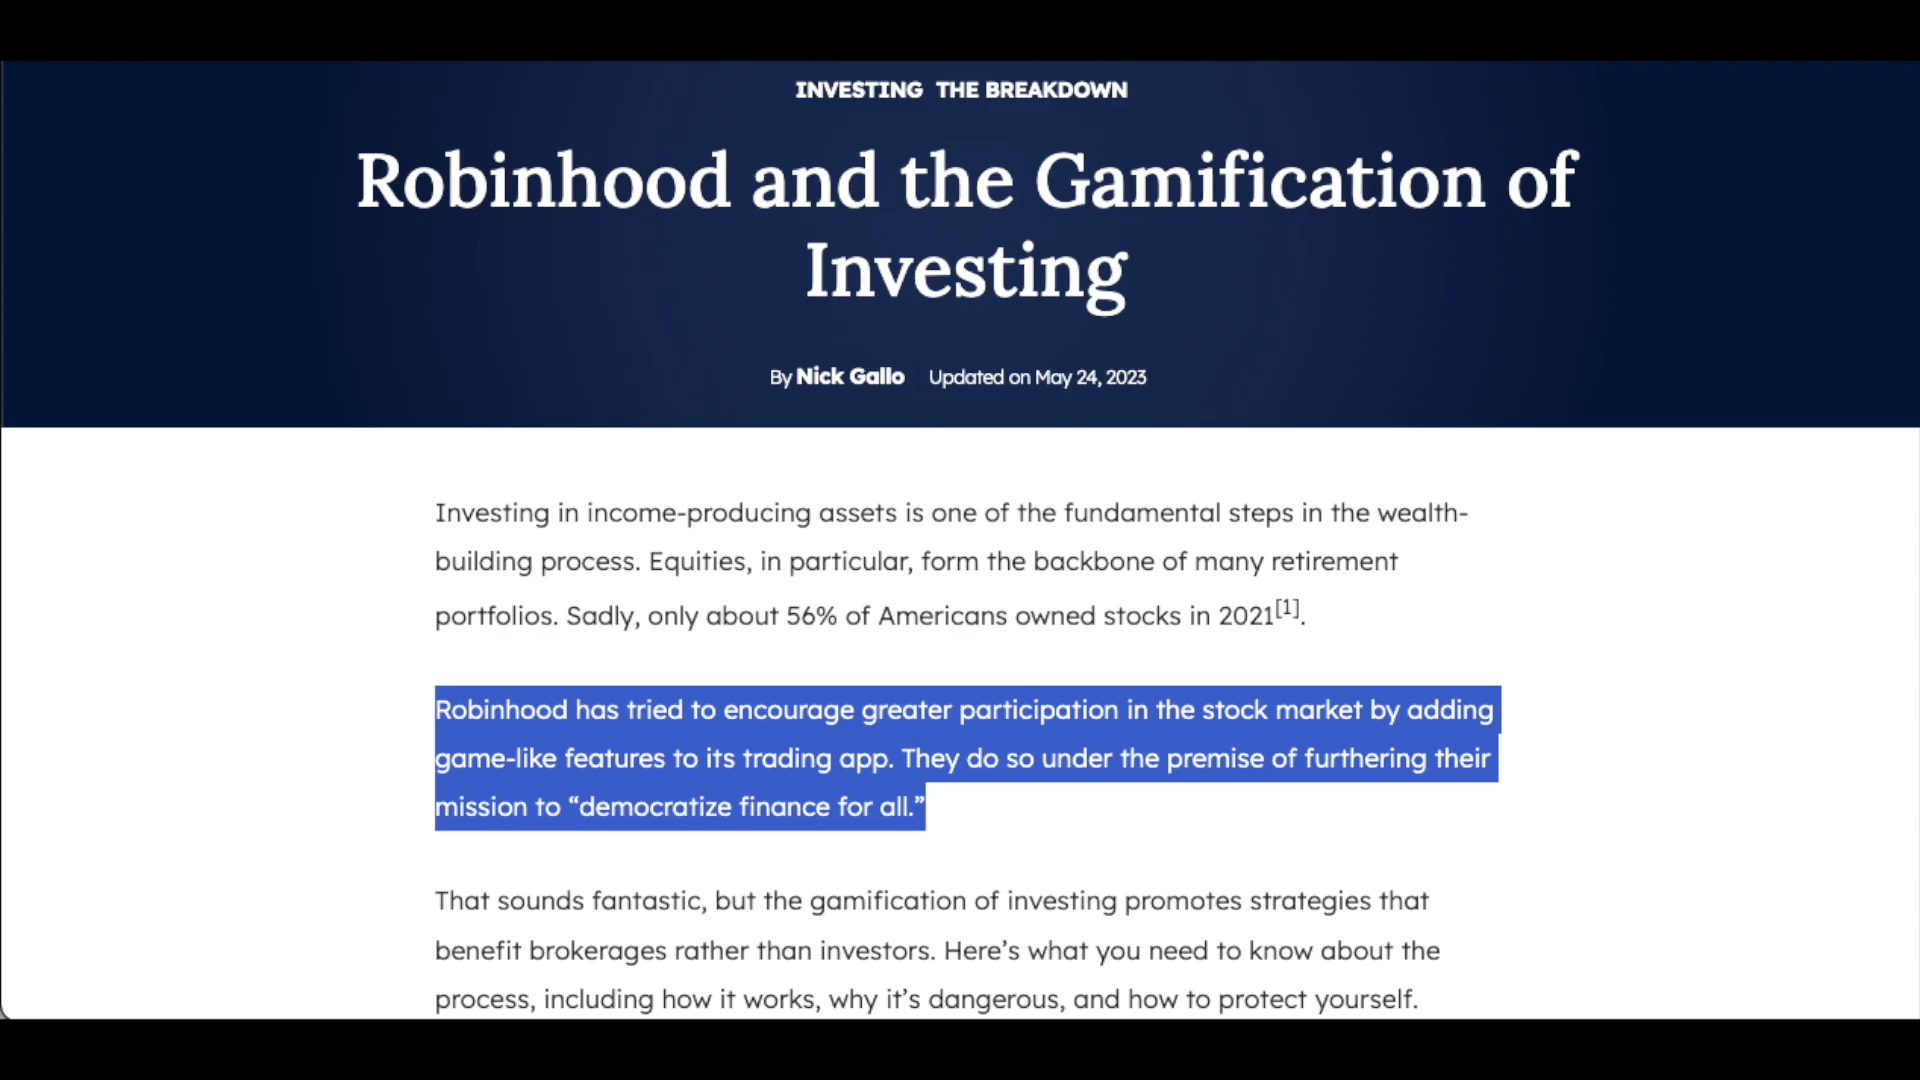 INVESTING THE BREAKDOWN
Robinhood and the Gamification of
Investing
By Nick Gallo Updated on May 24, 2023
Investing in income-producing assets is one of the fundamental steps in the wealth-
building process. Equities, in particular, form the backbone of many retirement
portfolios. Sadly, only about 56% of Americans owned stocks in 2021[1].
Robinhood has tried to encourage greater participation in the stock market by adding
game-like features to its trading app. They do so under the premise of furthering their
mission to “democratize finance for all.”
That sounds fantastic, but the gamification of investing promotes strategies that
benefit brokerages rather than investors. Here’s what you need to know about the
process, including how it works, why it’s dangerous, and how to protect yourself.